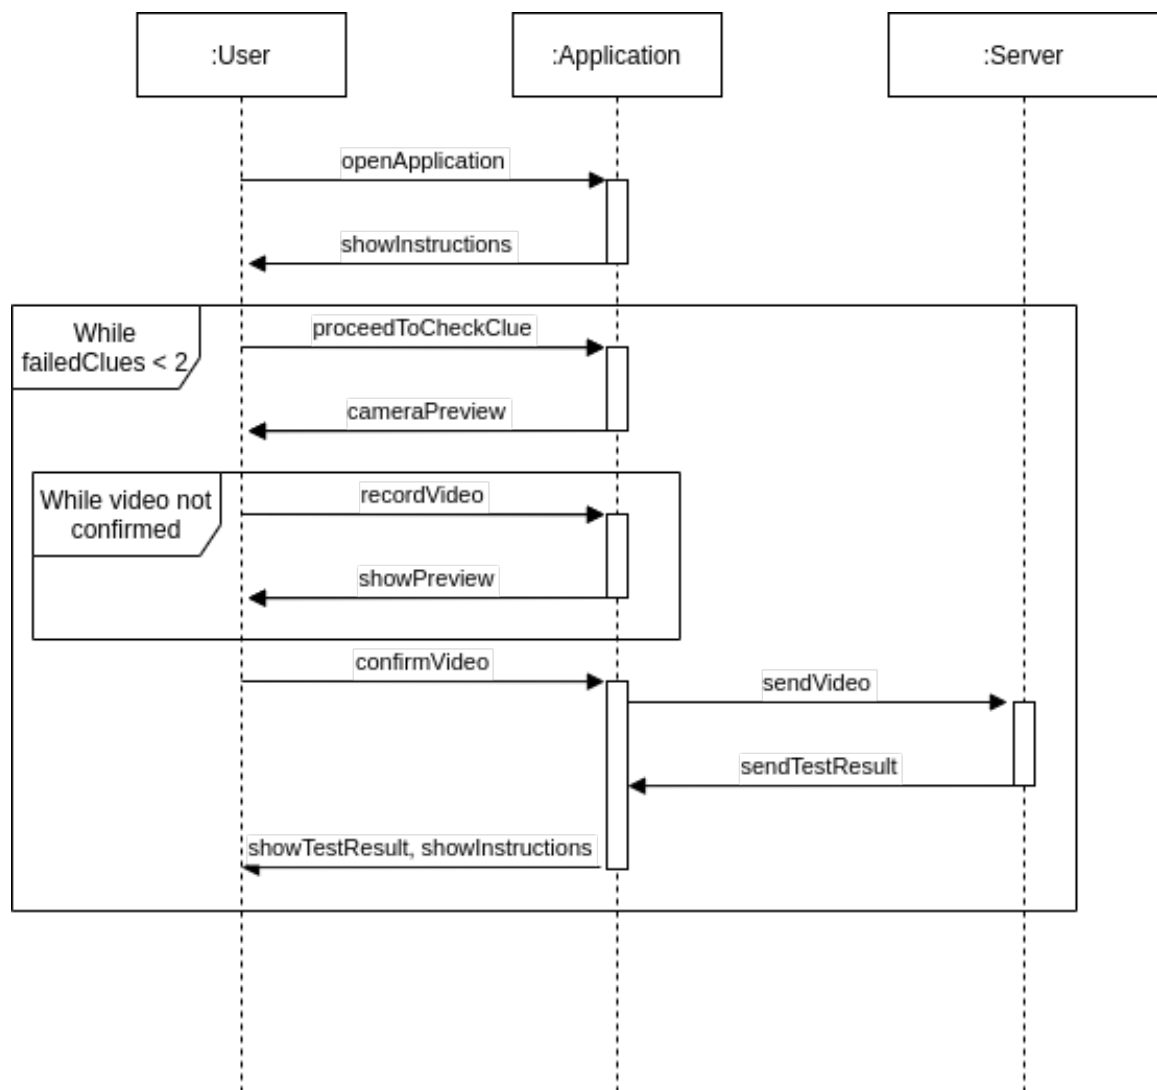 :User
:Application
:Server
openApplication
showInstructions
While
failedClues < 2
proceedToCheckClue
cameraPreview
While video not
confirmed
recordVideo
showPreview
confirmVideo
sendVideo
sendTestResult
showTestResult, showInstructions